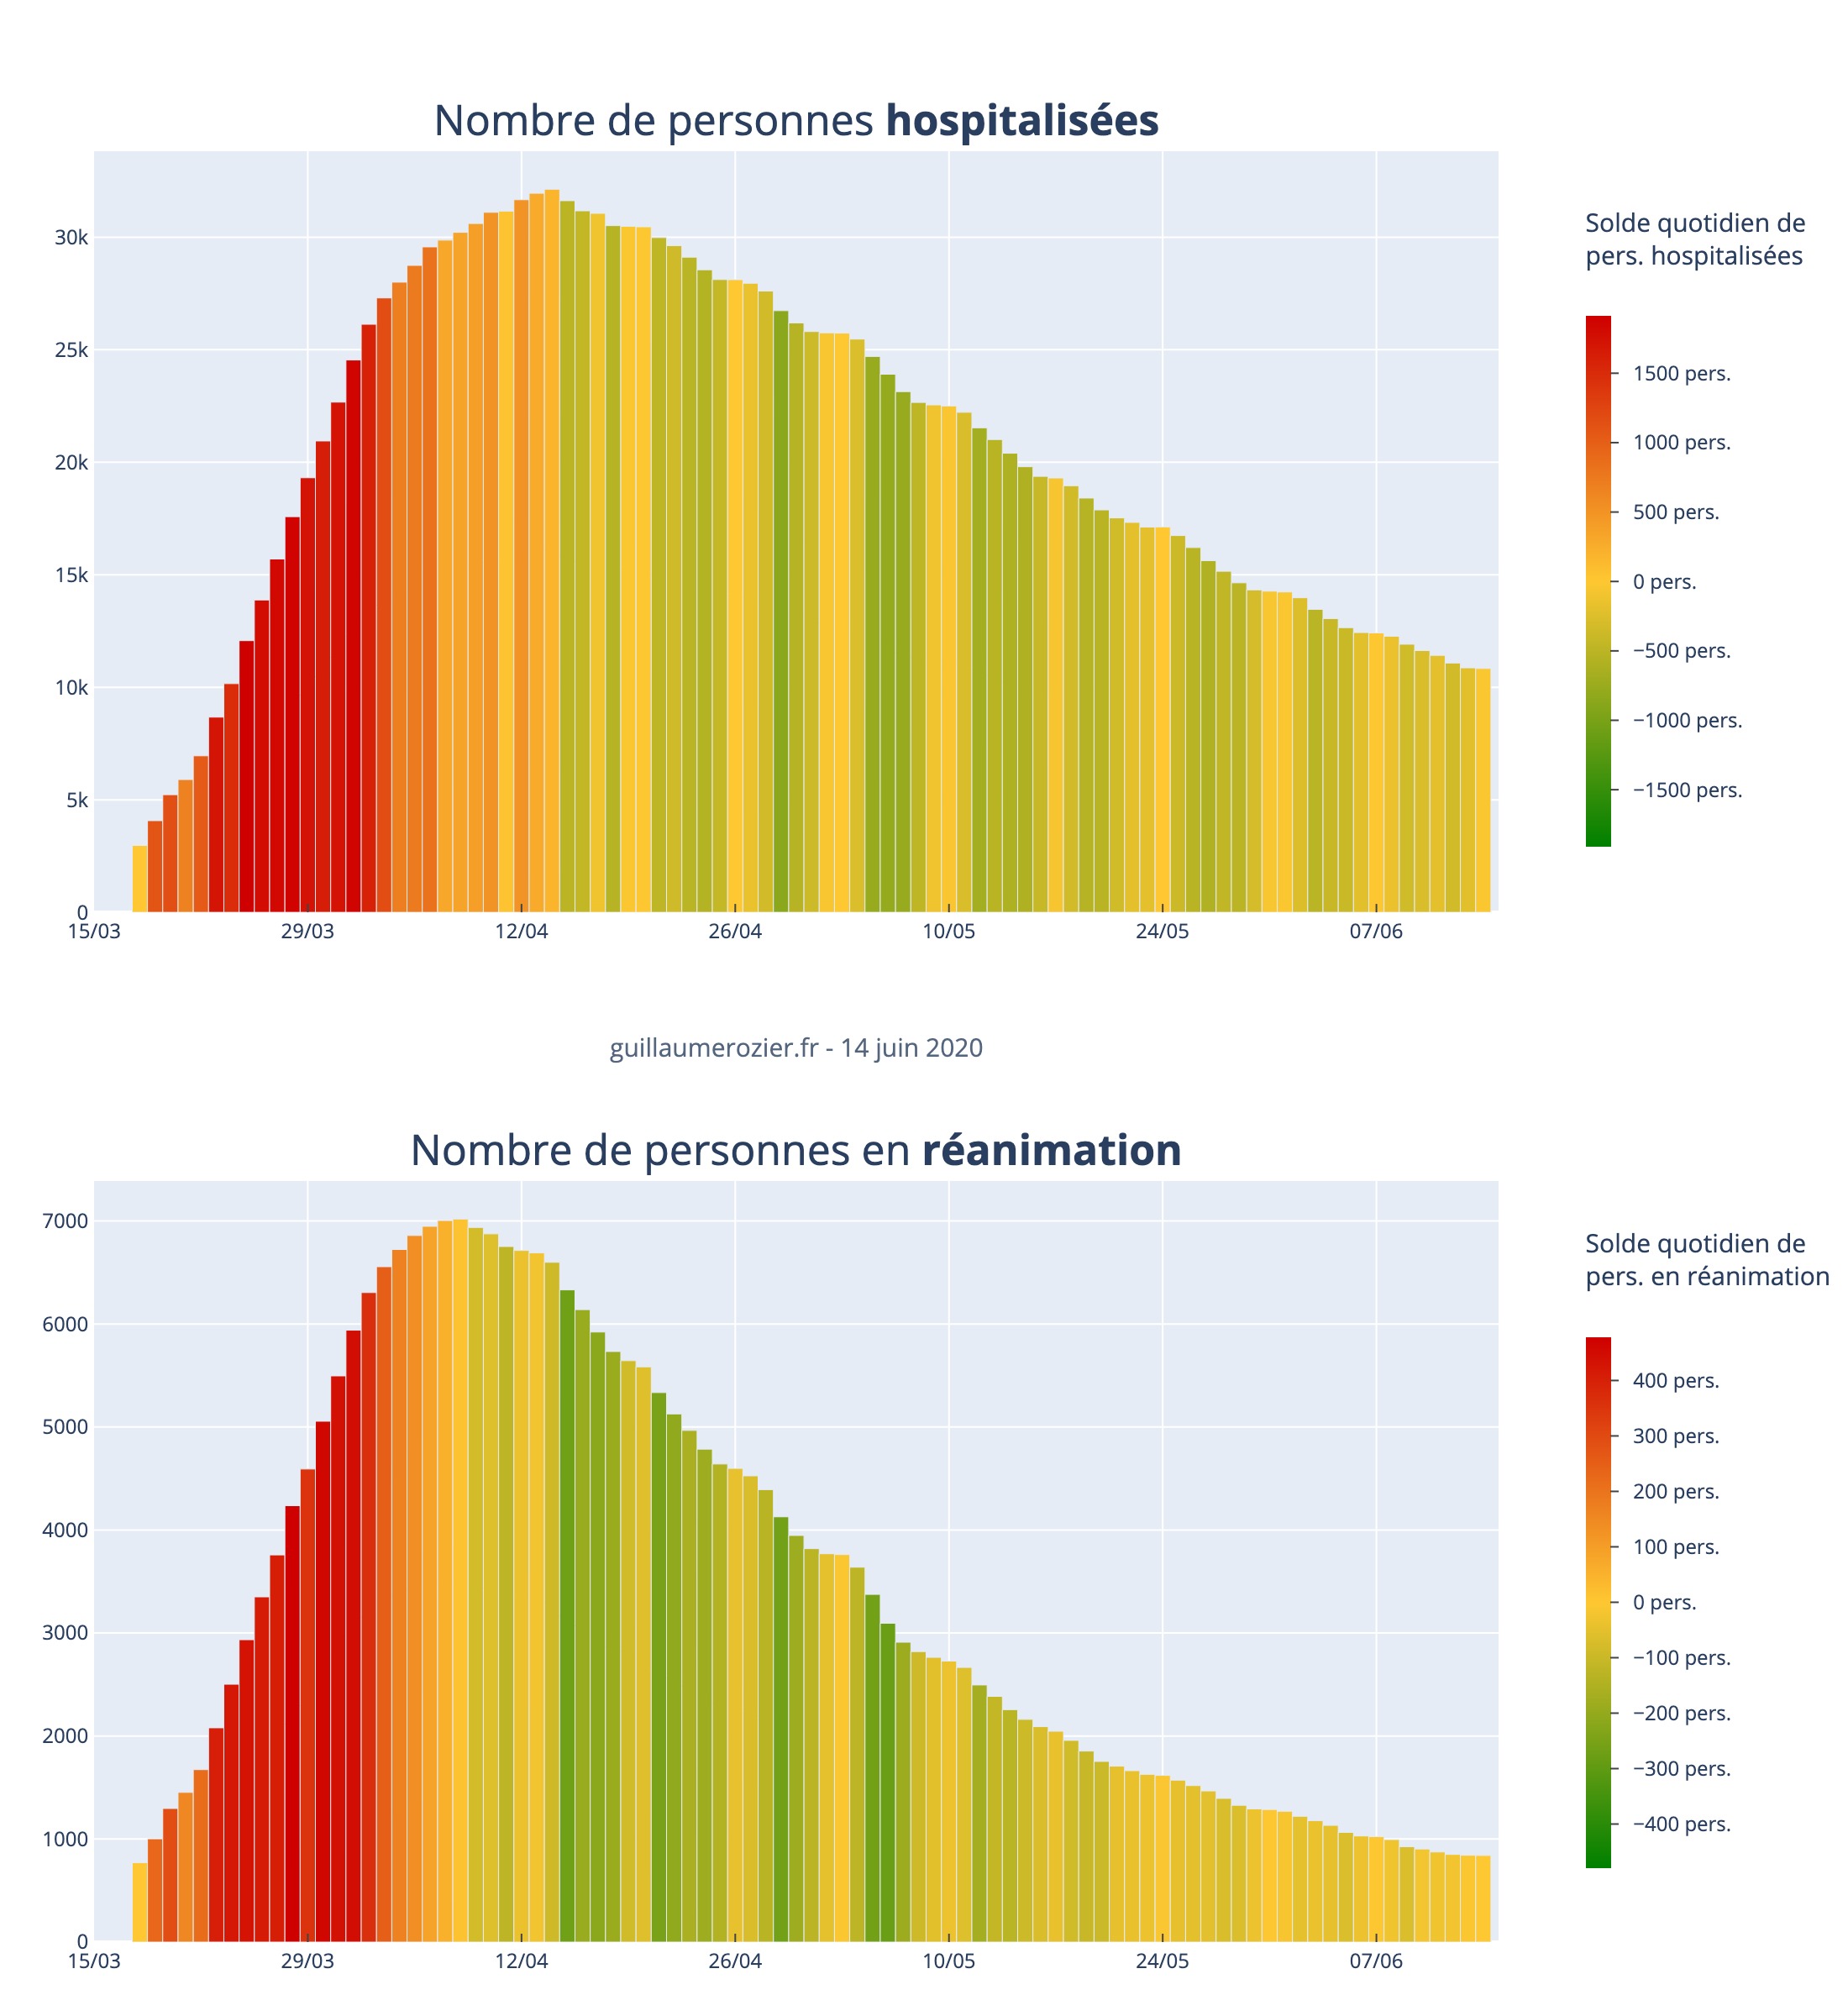 Nombre de personnes hospitalisées
Solde quotidien de
pers. hospitalisées
30k
25k
20k
15k
10k
5k
0
1500 pers.
1000 pers.
500 pers.
0 pers.
−500 pers.
−1000 pers.
−1500 pers.
15/03 29/03 12/04 26/04 10/05 24/05 07/06
guillaumerozier.fr - 14 juin 2020
Nombre de personnes en réanimation
Solde quotidien de
pers. en réanimation
7000
6000
5000
4000
3000
2000
1000
0
400 pers.
300 pers.
200 pers.
100 pers.
0 pers.
−100 pers.
−200 pers.
−300 pers.
−400 pers.
15/03 29/03 12/04 26/04 10/05 24/05 07/06